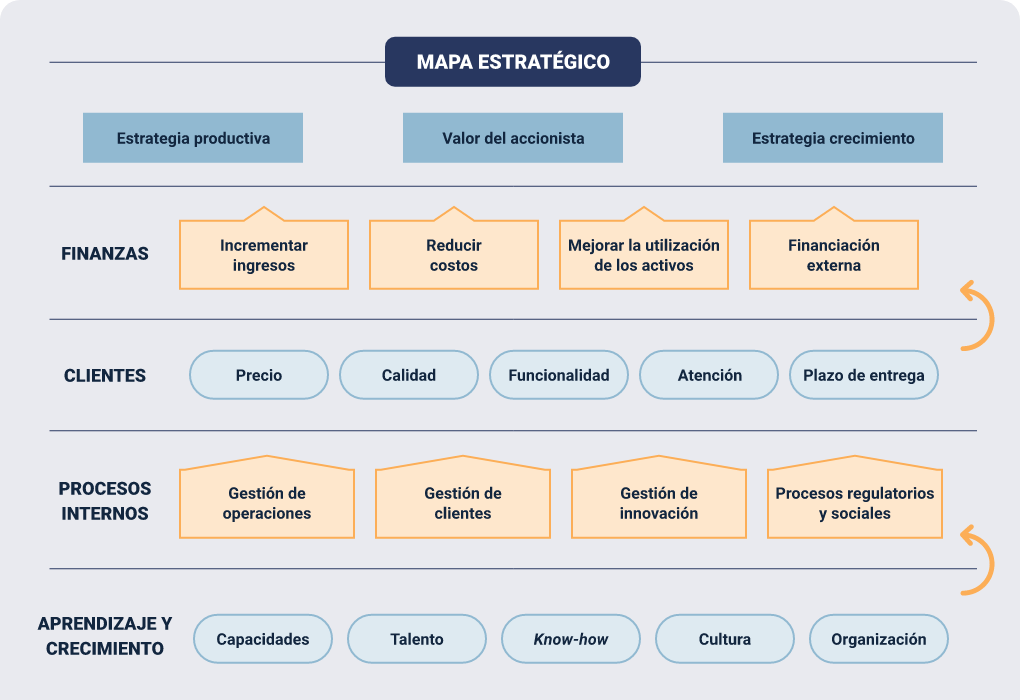 MAPA ESTRATÉGICO
Estrategia productiva
Valor del accionista
Estrategia crecimiento
FINANZAS
Incrementar
ingresos
Reducir
costos
Mejorar la utilización
de los activos
Financiación
externa
CLIENTES
Precio
Calidad
Funcionalidad
Atención
Plazo de entrega
PROCESOS
INTERNOS
Gestión de
operaciones
Gestión de
clientes
Gestión de
innovación
Procesos regulatorios
y sociales
APRENDIZAJE Y
CRECIMIENTO
Capacidades
Talento
Know-how
Cultura
Organización